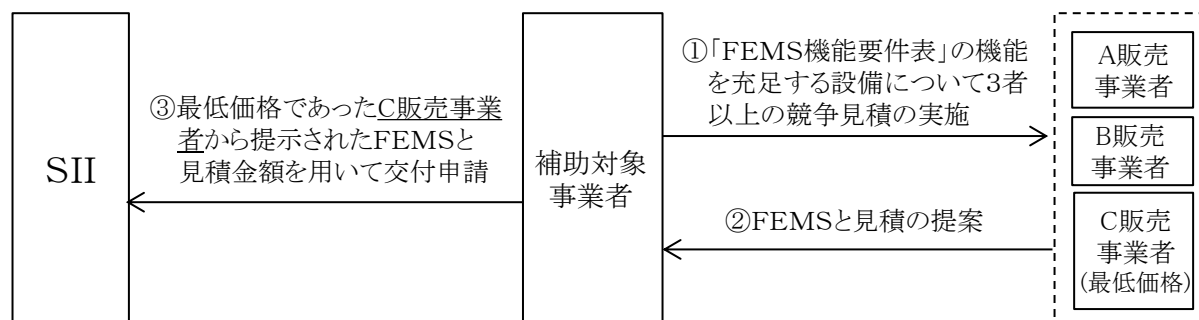 SII
③最低価格であったC販売事業
者から提示されたFEMSと
見積金額を用いて交付申請
補助対象
事業者
①「FEMS機能要件表」の機能
を充足する設備について3者
以上の競争見積の実施
②FEMSと見積の提案
A販売
事業者
B販売
事業者
C販売
事業者
(最低価格)